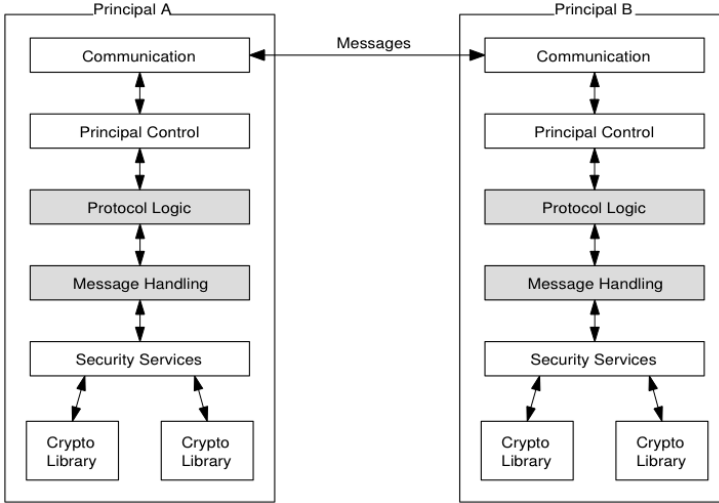 Principal A
Principal B
Messages
Communication
Communication
Principal Control
Principal Control
Protocol Logic
Protocol Logic
Message Handling
Message Handling
Security Services
Security Services
Crypto
Library
Crypto
Library
Crypto
Library
Crypto
Library